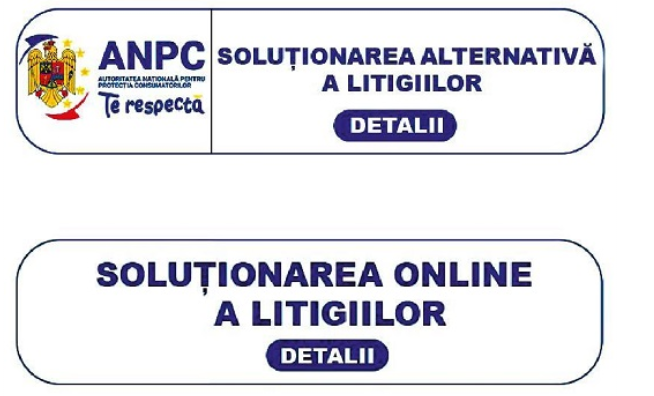 ANPC
AUTORITATEA NAȚIONALĂ PENTRU
PROTECȚIA CONSUMATORILOR
Te respectă
SOLUȚIONAREA ALTERNATIVĂ
A LITIGIILOR
DETALII
SOLUȚIONAREA ONLINE
A LITIGIILOR
DETALII